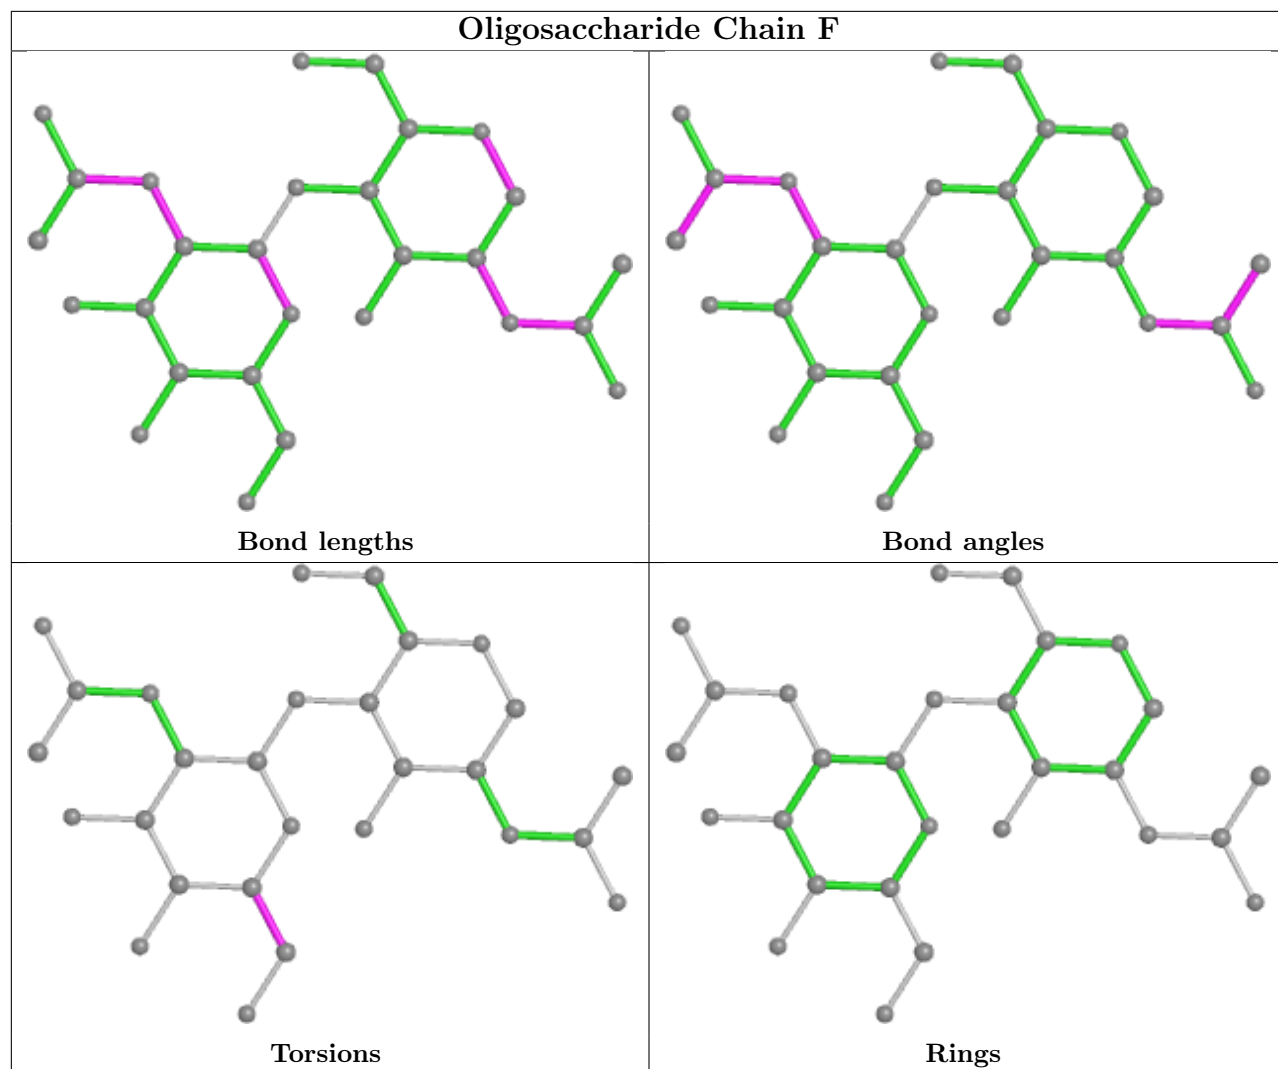 Oligosaccharide Chain F
Bond lengths
Bond angles
Torsions
Rings